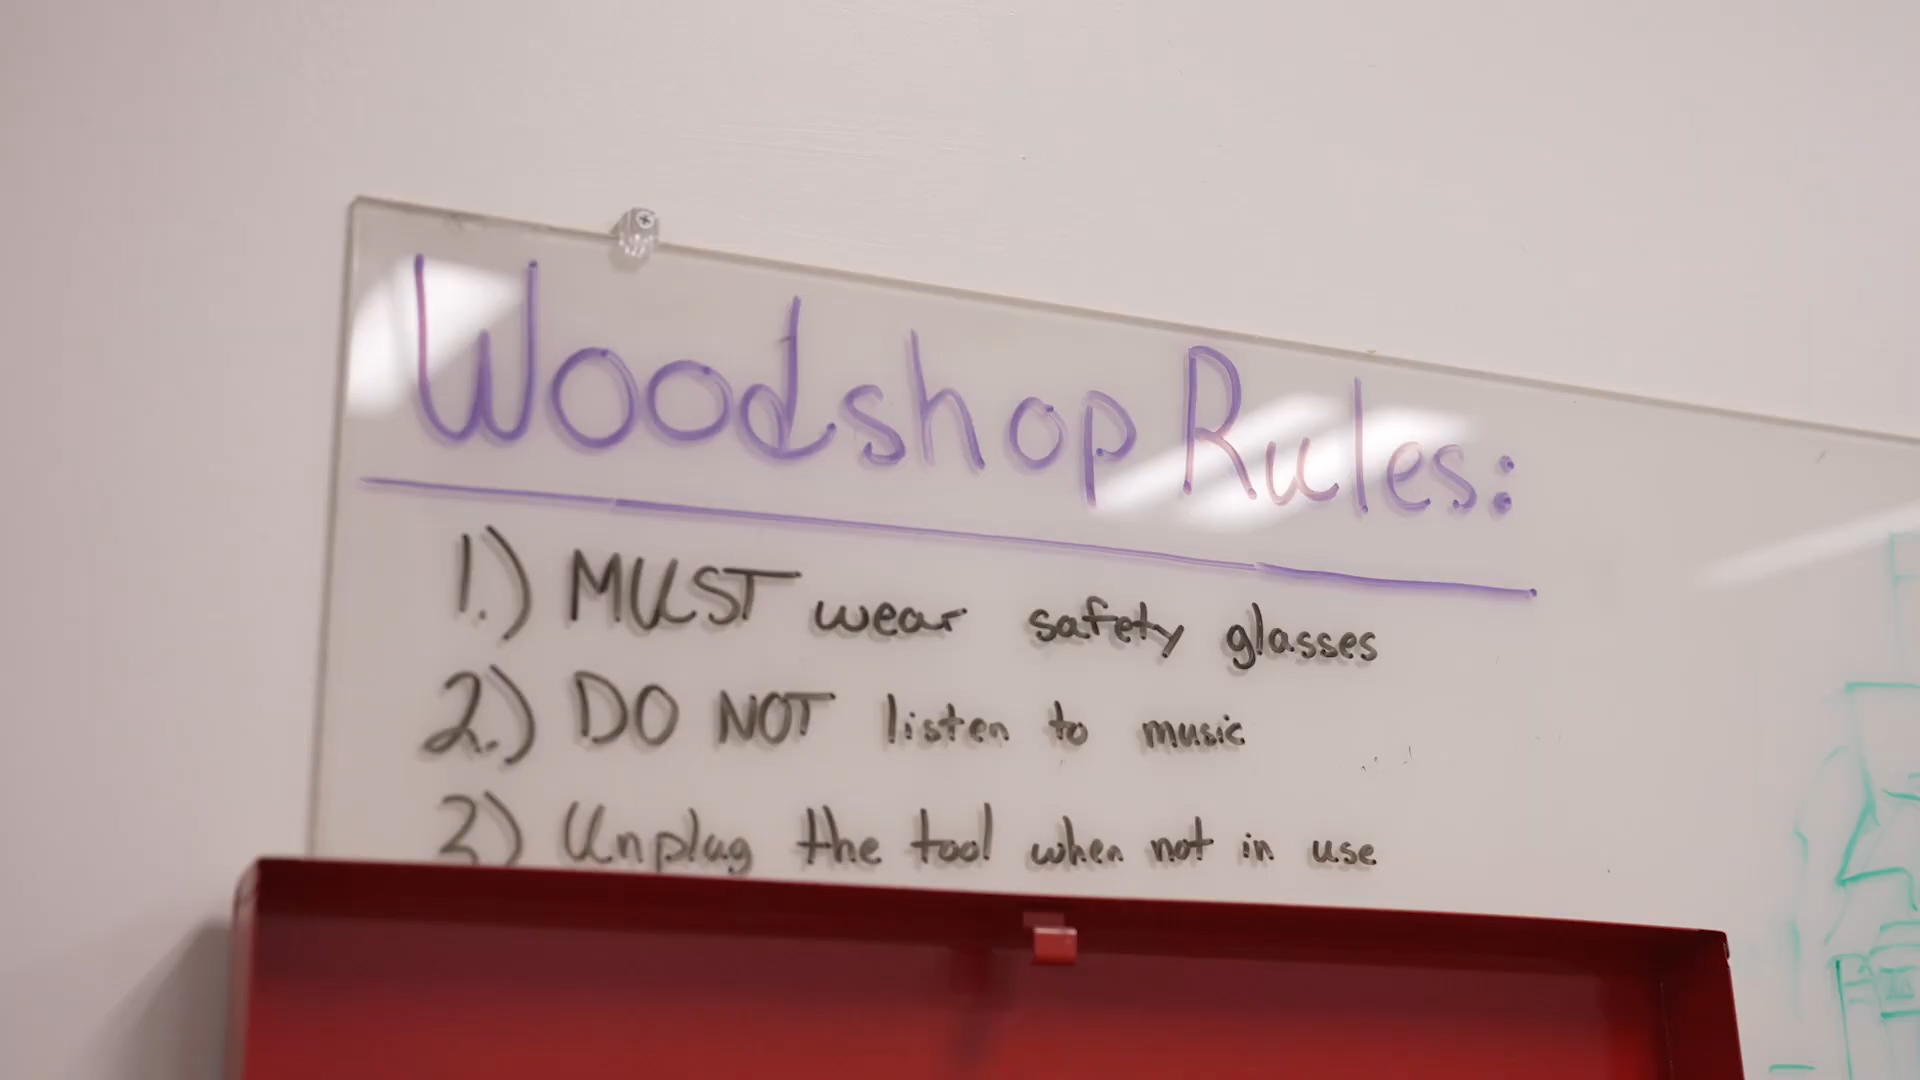 Woodshop Rules:
1.) MUST wear safety glasses
2.) DO NOT listen to music
3) Unplug the tool when not in use